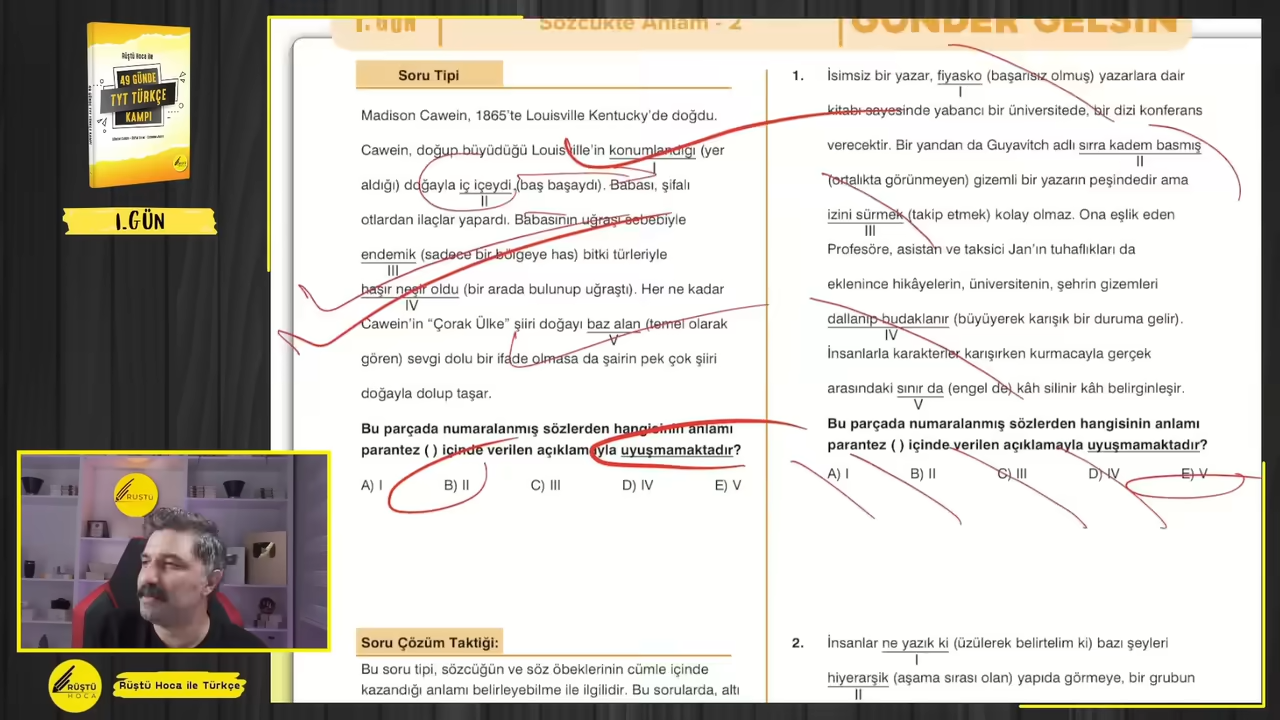 RÜŞTÜ HOCA İLE
49 GÜNDE
TYT TÜRKÇE
KAMPI
1.GÜN
1. GÜN
Sözcükte Anlam - 2
GÖNDER GELSİN
Soru Tipi
Madison Cawein, 1865’te Louisville Kentucky’de doğdu.
Cawein, doğup büyüdüğü Louisville’in konumlandığı (yer
I
aldığı) doğayla iç içeydi (baş başaydı). Babası, şifalı
II
otlardan ilaçlar yapardı. Babasının uğraşı sebebiyle
endemik (sadece bir bölgeye has) bitki türleriyle
III
haşır neşir oldu (bir arada bulunup uğraştı). Her ne kadar
IV
Cawein’in “Çorak Ülke” şiiri doğayı baz alan (temel olarak
V
gören) sevgi dolu bir ifade olmasa da şairin pek çok şiiri
doğayla dolup taşar.
Bu parçada numaralanmış sözlerden hangisinin anlamı
parantez ( ) içinde verilen açıklamayla uyuşmamaktadır?
A) I B) II C) III D) IV E) V
Soru Çözüm Taktiği:
Bu soru tipi, sözcüğün ve söz öbeklerinin cümle içinde
kazandığı anlamı belirleyebilme ile ilgilidir. Bu sorularda, altı
1. İsimsiz bir yazar, fiyasko (başarısız olmuş) yazarlara dair
I
kitabı sayesinde yabancı bir üniversitede, bir dizi konferans
verecektir. Bir yandan da Guyavitch adlı sırra kadem basmış
II
(ortalıkta görünmeyen) gizemli bir yazarın peşindedir ama
izini sürmek (takip etmek) kolay olmaz. Ona eşlik eden
III
Profesöre, asistan ve taksici Jan’ın tuhaflıkları da
eklenince hikâyelerin, üniversitenin, şehrin gizemleri
dallanıp budaklanır (büyüyerek karışık bir duruma gelir).
IV
İnsanlarla karakterler karışırken kurmacayla gerçek
arasındaki sınır da (engel de) kâh silinir kâh belirginleşir.
V
Bu parçada numaralanmış sözlerden hangisinin anlamı
parantez ( ) içinde verilen açıklamayla uyuşmamaktadır?
A) I B) II C) III D) IV E) V
2. İnsanlar ne yazık ki (üzülerek belirtelim ki) bazı şeyleri
I
hiyerarşik (aşama sırası olan) yapıda görmeye, bir grubun
II
RÜŞTÜ
RÜŞTÜ
HOCA
Rüştü Hoca ile Türkçe